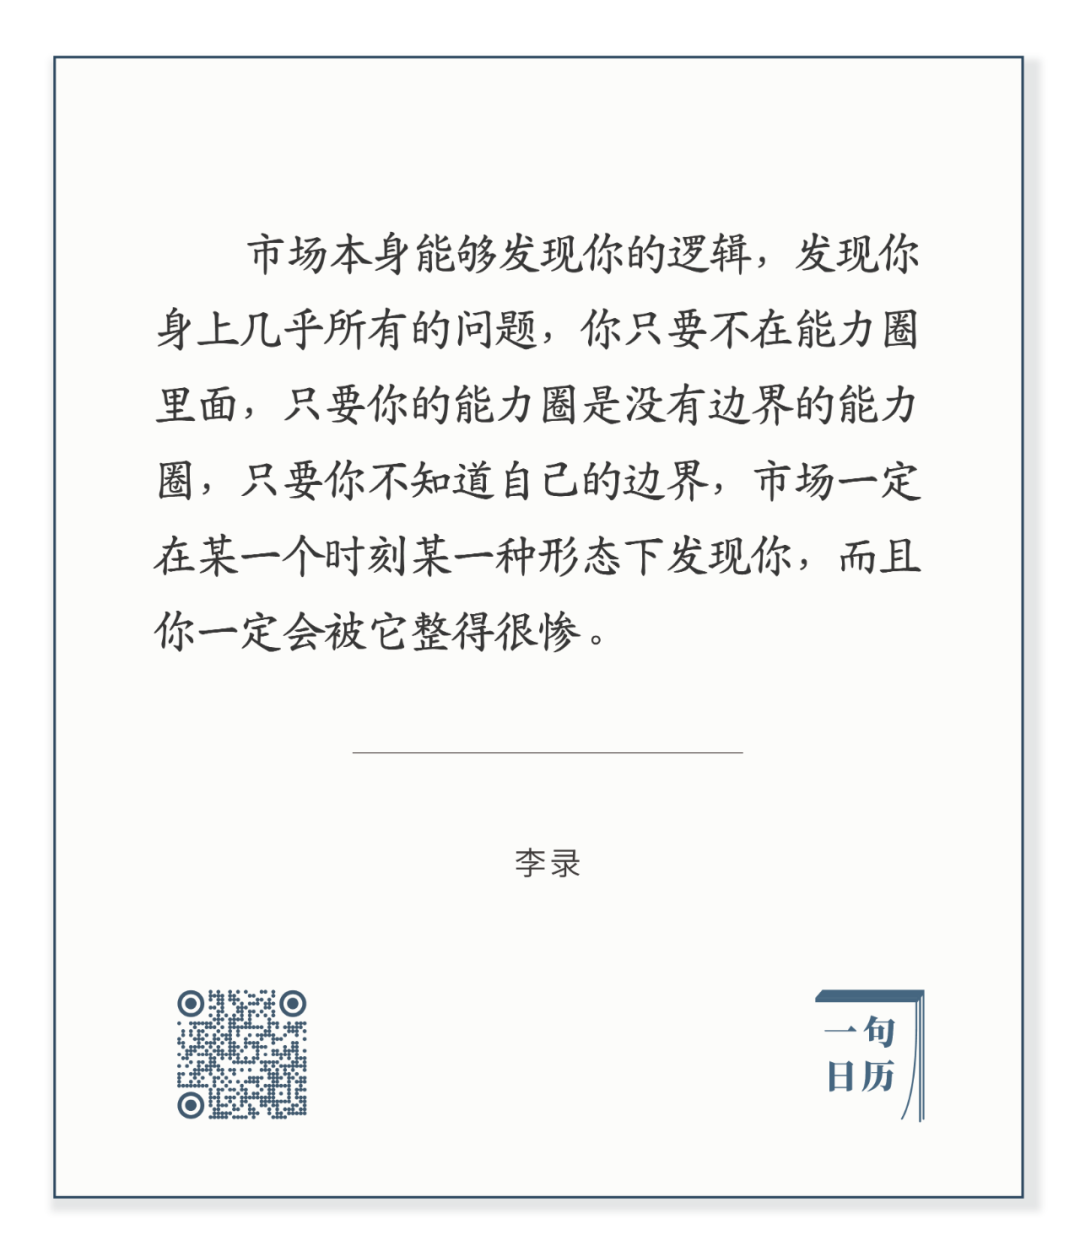 市场本身能够发现你的逻辑，发现你
身上几乎所有的问题，你只要不在能力圈
里面，只要你的能力圈是没有边界的能力
圈，只要你不知道自己的边界，市场一定
在某一个时刻某一种形态下发现你，而且
你一定会被它整得很惨。
李录
一句
日历